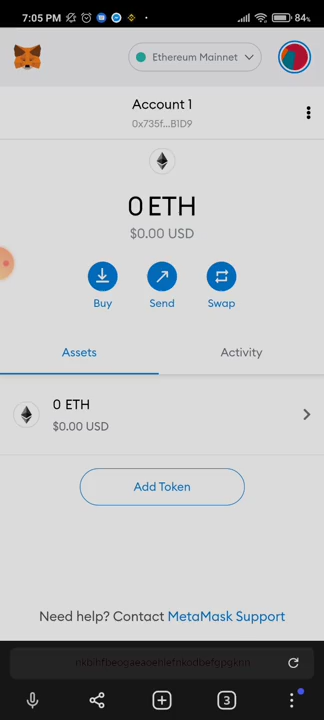 7:05 PM 84%
Ethereum Mainnet
Account 1
0x735f...B1D9
0 ETH
$0.00 USD
Buy Send Swap
Assets Activity
0 ETH
$0.00 USD
Add Token
Need help? Contact MetaMask Support
3